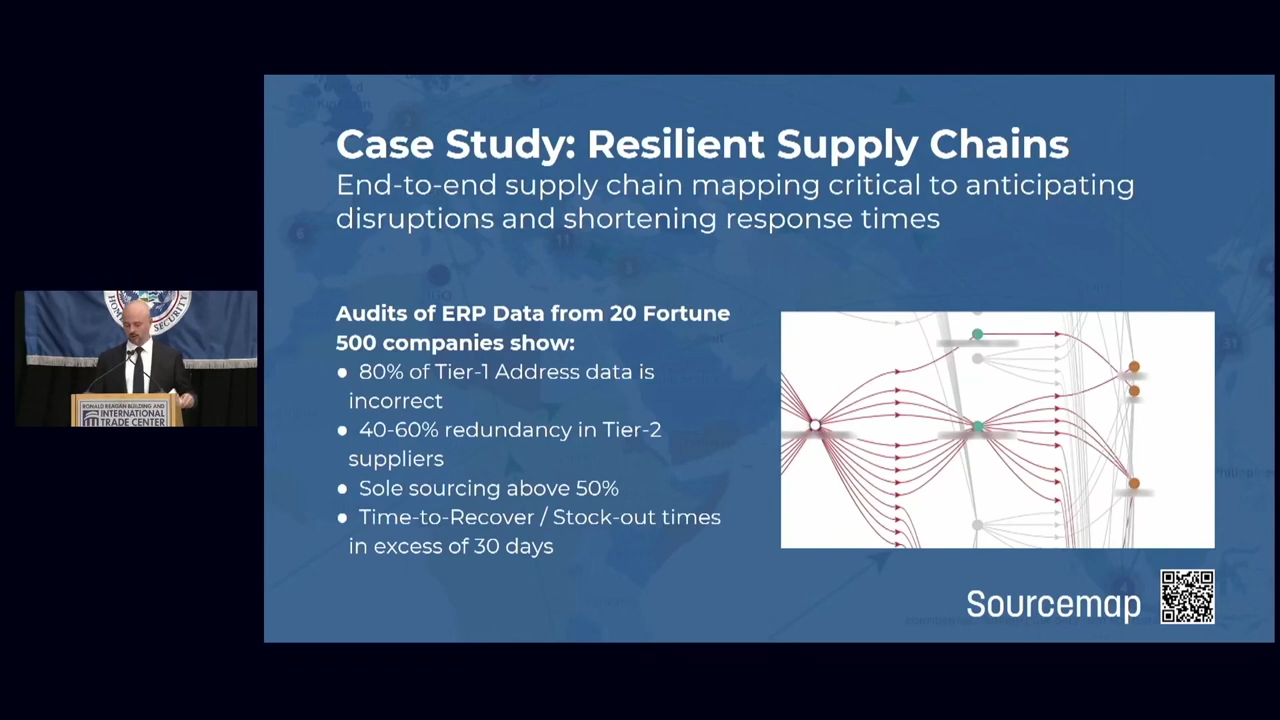 Case Study: Resilient Supply Chains
End-to-end supply chain mapping critical to anticipating
disruptions and shortening response times
Audits of ERP Data from 20 Fortune
500 companies show:
● 80% of Tier-1 Address data is
incorrect
● 40-60% redundancy in Tier-2
suppliers
● Sole sourcing above 50%
● Time-to-Recover / Stock-out times
in excess of 30 days
Sourcemap
SECURITY
RONALD REAGAN BUILDING AND
INTERNATIONAL
TRADE CENTER
11
31